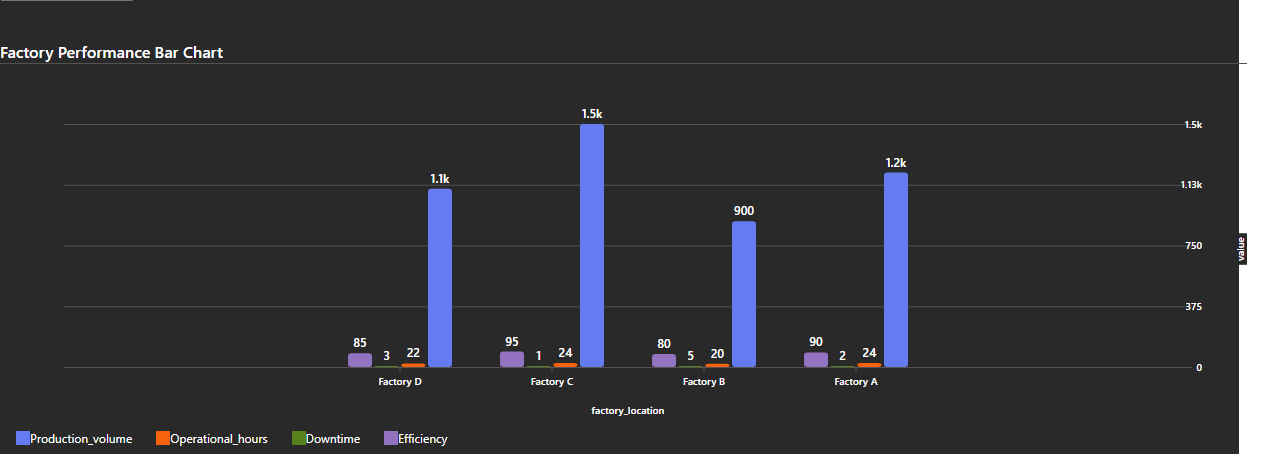 Factory Performance Bar Chart
1.5k
1.5k
1.2k
1.1k
1.13k
900
750
value
375
85 3 22
95 1 24
80 5 20
90 2 24
0
Factory D Factory C Factory B Factory A
factory_location
Production_volume Operational_hours Downtime Efficiency